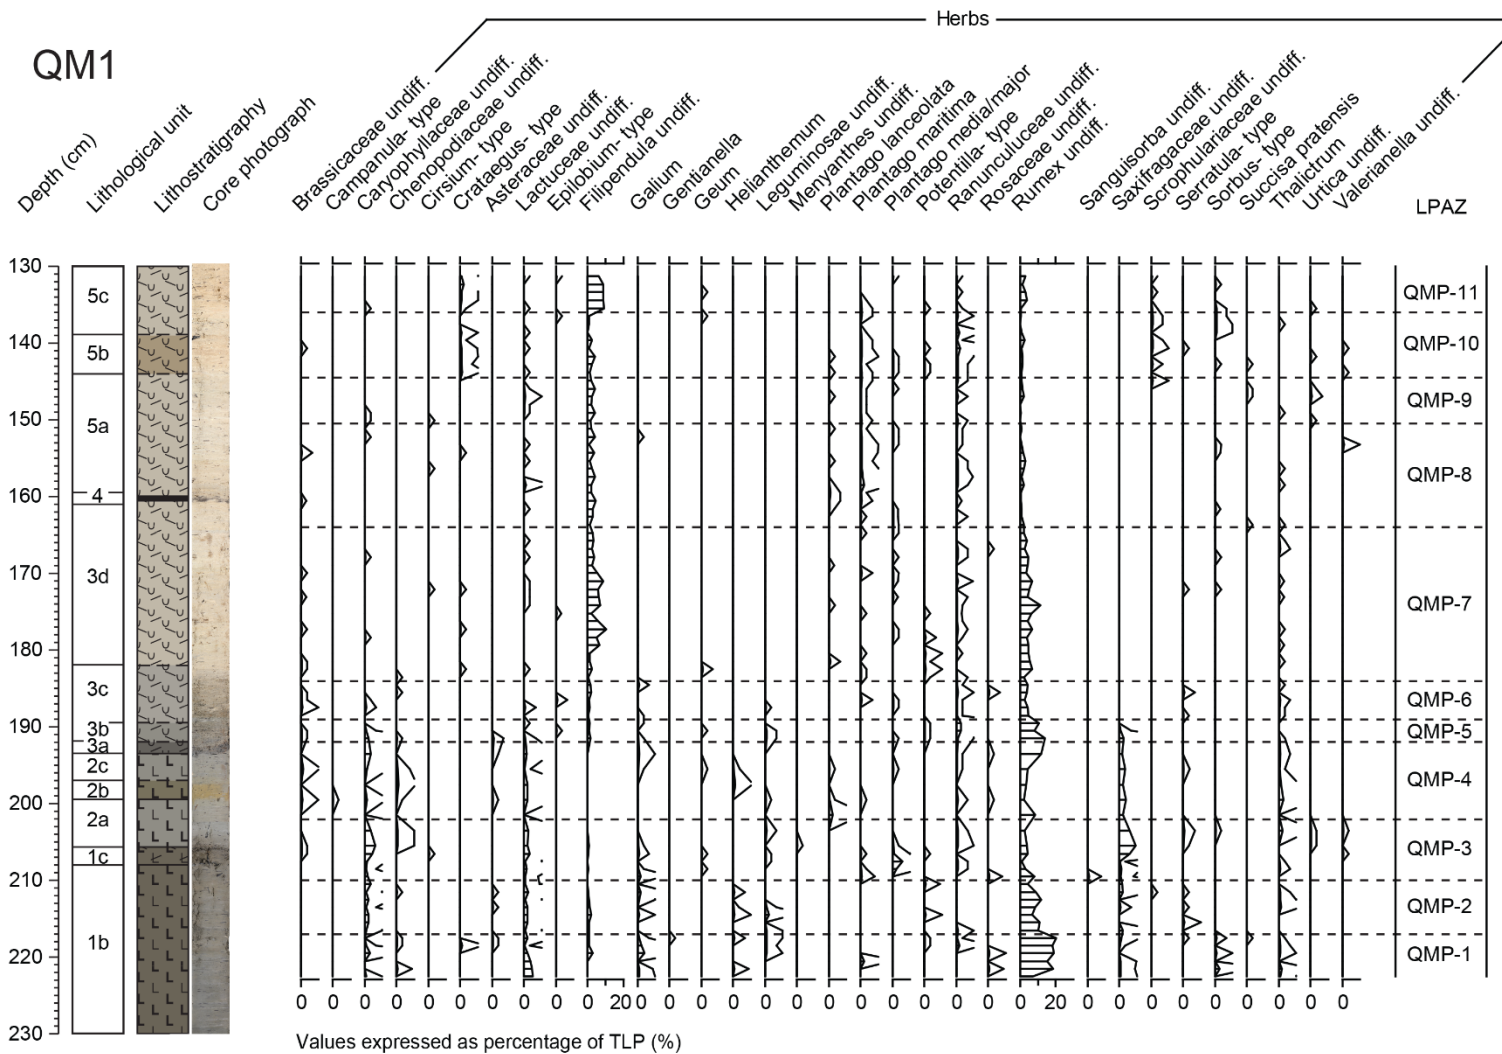 Herbs
QM1
Depth (cm)
Lithological unit
Lithostratigraphy
Core photograph
Brassicaceae undiff.
Campanula- type
Caryophyllaceae undiff.
Chenopodiaceae undiff.
Cirsium- type
Crataegus- type
Asteraceae undiff.
Lactuceae undiff.
Epilobium- type
Filipendula undiff.
Galium
Gentianella
Geum
Helianthemum
Leguminosae undiff.
Menyanthes undiff.
Plantago lanceolata
Plantago maritima
Plantago media/major
Potentilla- type
Ranunculuceae undiff.
Rosaceae undiff.
Rumex undiff.
Sanguisorba undiff.
Saxifragaceae undiff.
Scrophulariaceae undiff.
Serratula- type
Sorbus- type
Succisa pratensis
Thalictrum
Urtica undiff.
Valerianella undiff.
LPAZ
130
140
150
160
170
180
190
200
210
220
230
5c
5b
5a
4
3d
3c
3b
3a
2c
2b
2a
1c
1b
QMP-11
QMP-10
QMP-9
QMP-8
QMP-7
QMP-6
QMP-5
QMP-4
QMP-3
QMP-2
QMP-1
0 0 0 0 0 0 0 0 0 0 20 0 0 0 0 0 0 0 0 0 0 0 0 0 20 0 0 0 0 0 0 0 0 0
Values expressed as percentage of TLP (%)